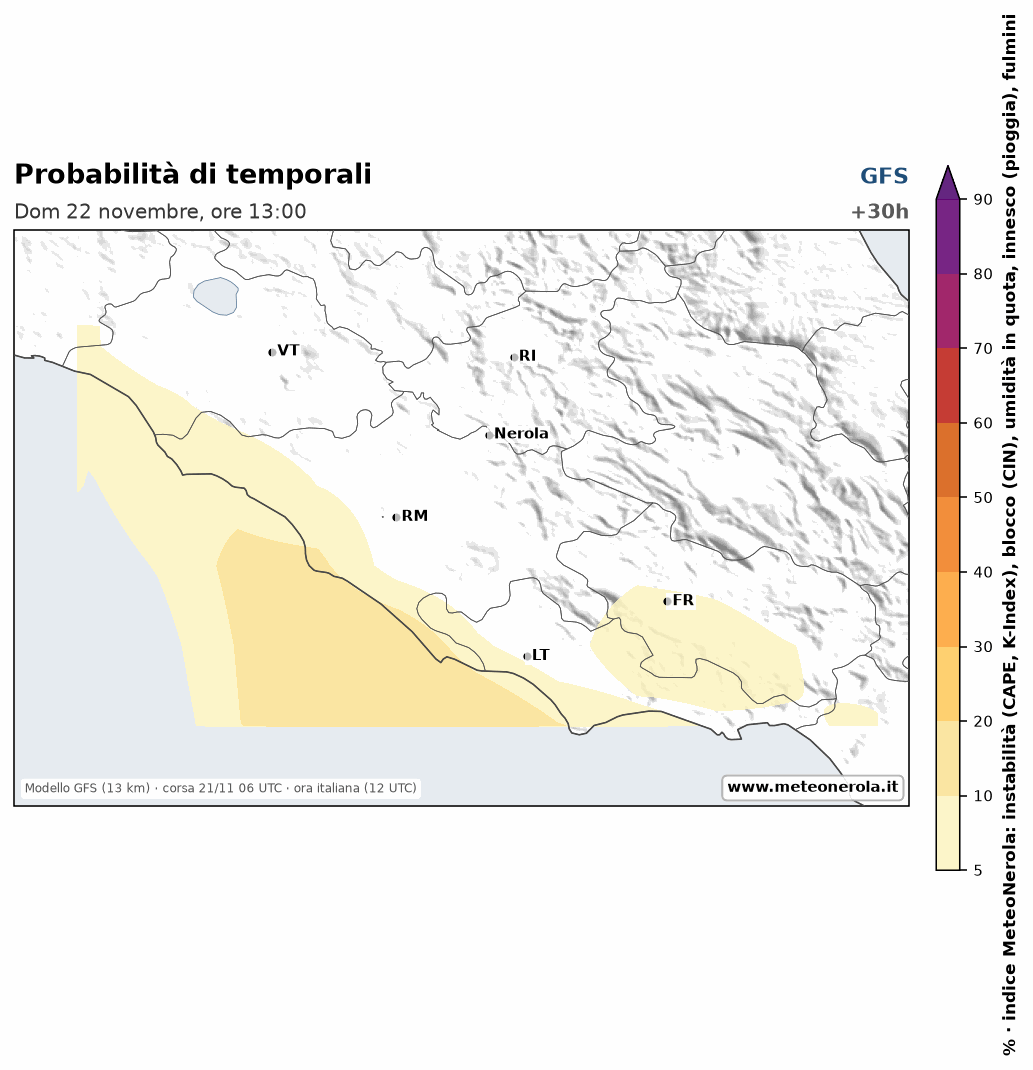 Probabilità di temporali
GFS
Dom 22 novembre, ore 13:00
+30h
VT
RI
Nerola
RM
FR
LT
Modello GFS (13 km) · corsa 21/11 06 UTC · ora italiana (12 UTC)
www.meteonerola.it
90
80
70
60
50
40
30
20
10
5
% · indice MeteoNerola: instabilità (CAPE, K-Index), blocco (CIN), umidità in quota, innesco (pioggia), fulmini